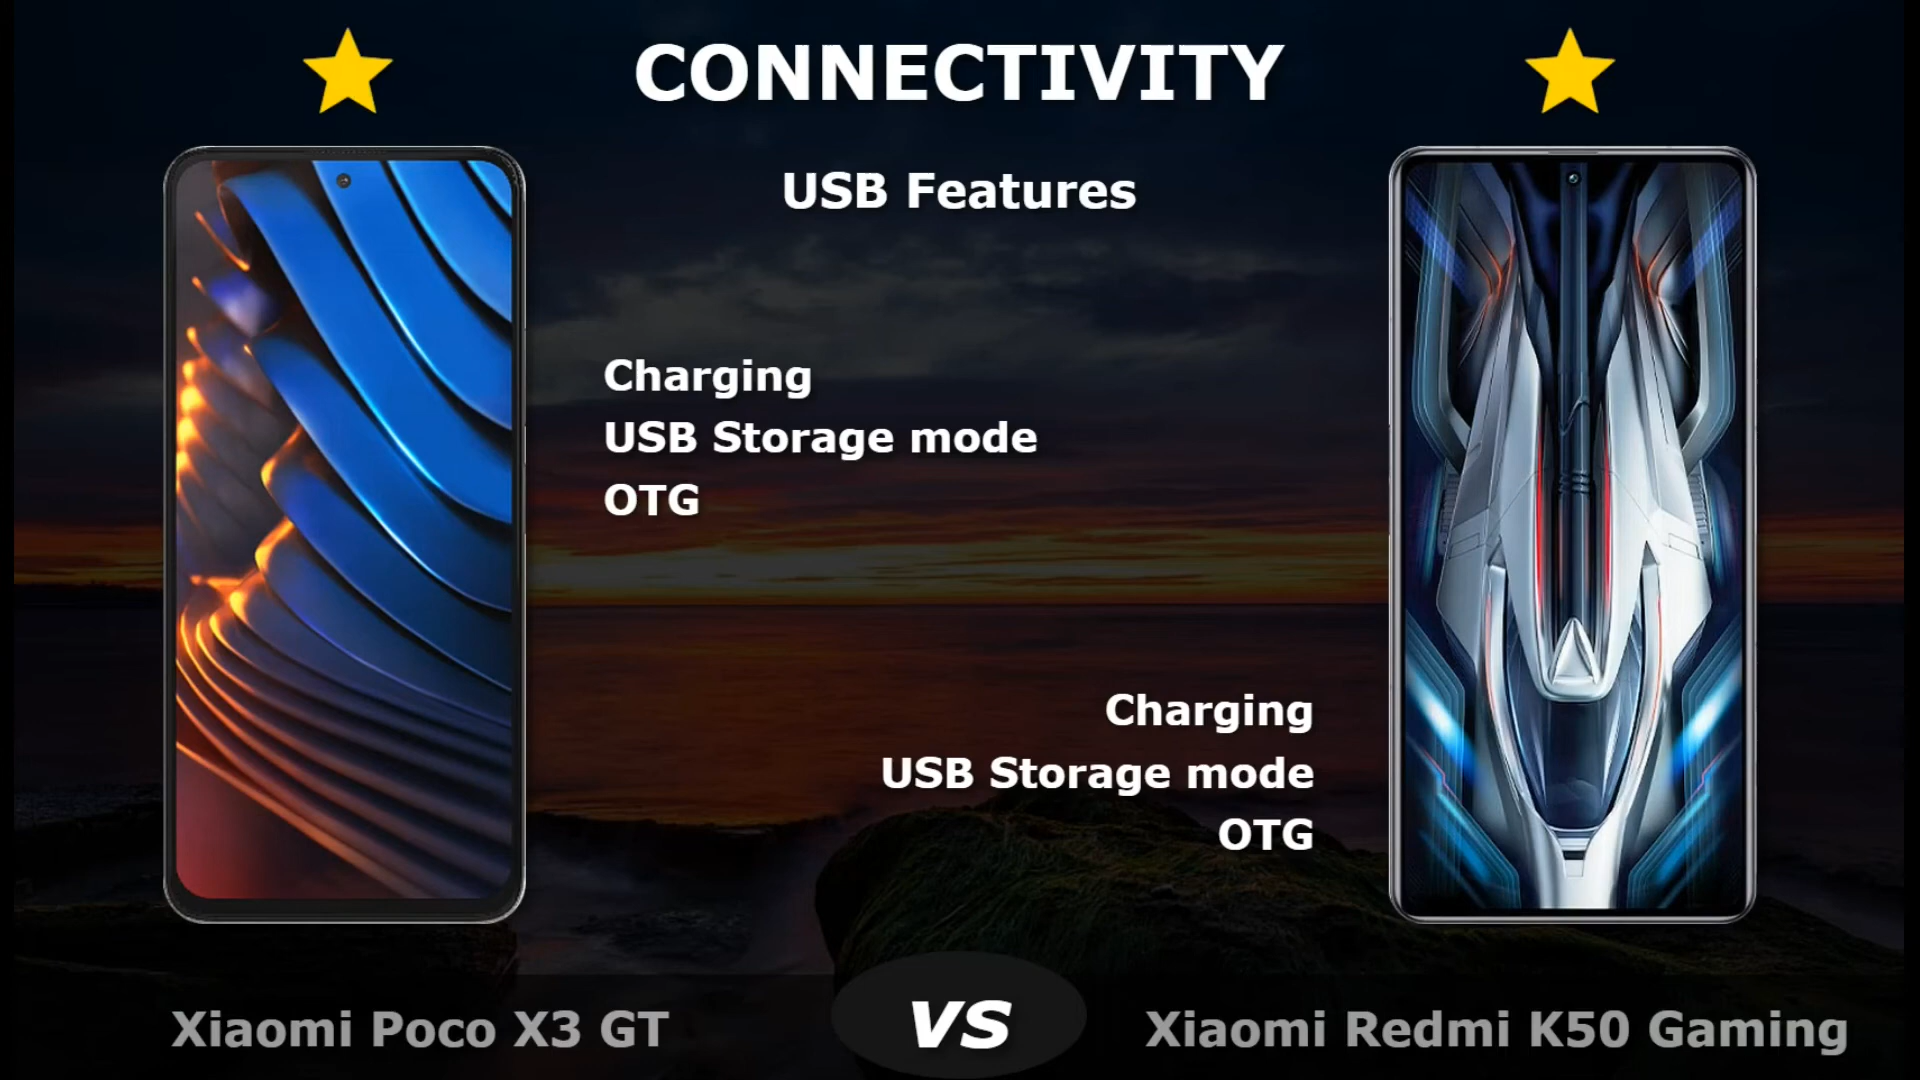 CONNECTIVITY
USB Features
Charging
USB Storage mode
OTG
Charging
USB Storage mode
OTG
Xiaomi Poco X3 GT
VS
Xiaomi Redmi K50 Gaming